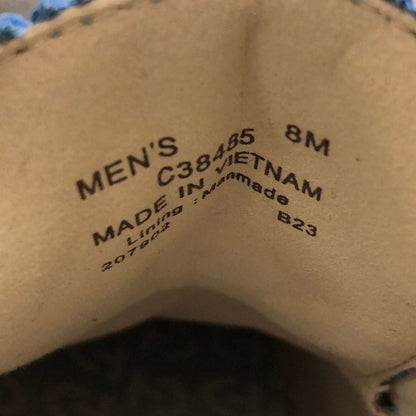 MEN'S C38485 8M
MADE IN VIETNAM
Lining : Manmade B23
207902